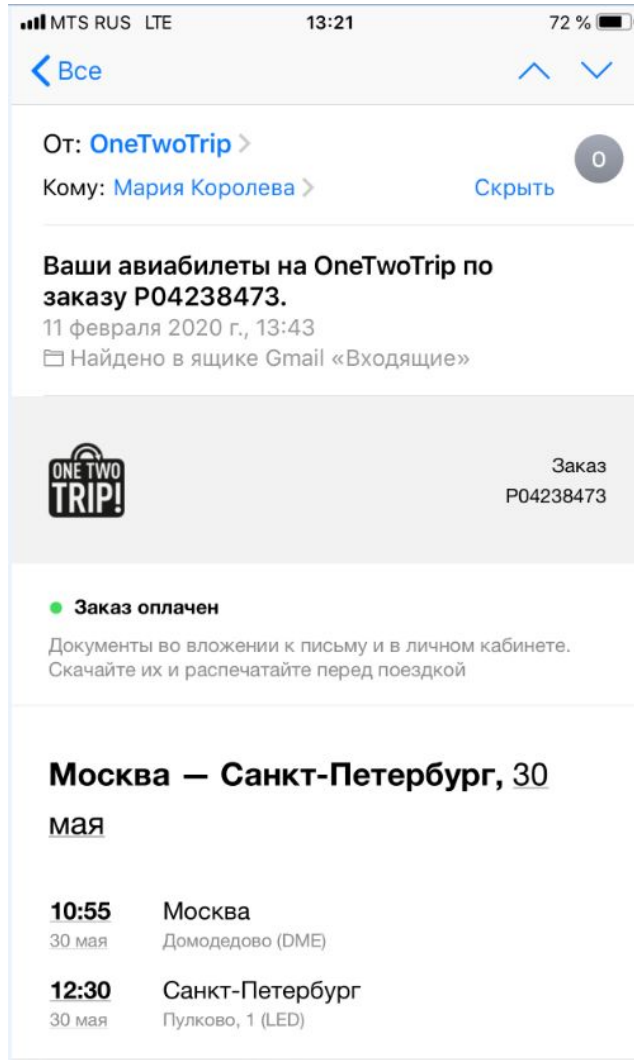 MTS RUS LTE 13:21 72 %
Все
От: OneTwoTrip
О
Кому: Мария Королева Скрыть
Ваши авиабилеты на OneTwoTrip по
заказу P04238473.
11 февраля 2020 г., 13:43
Найдено в ящике Gmail «Входящие»
ONE TWO
TRIP!
Заказ
P04238473
Заказ оплачен
Документы во вложении к письму и в личном кабинете.
Скачайте их и распечатайте перед поездкой
Москва — Санкт-Петербург, 30
мая
10:55 Москва
30 мая Домодедово (DME)
12:30 Санкт-Петербург
30 мая Пулково, 1 (LED)